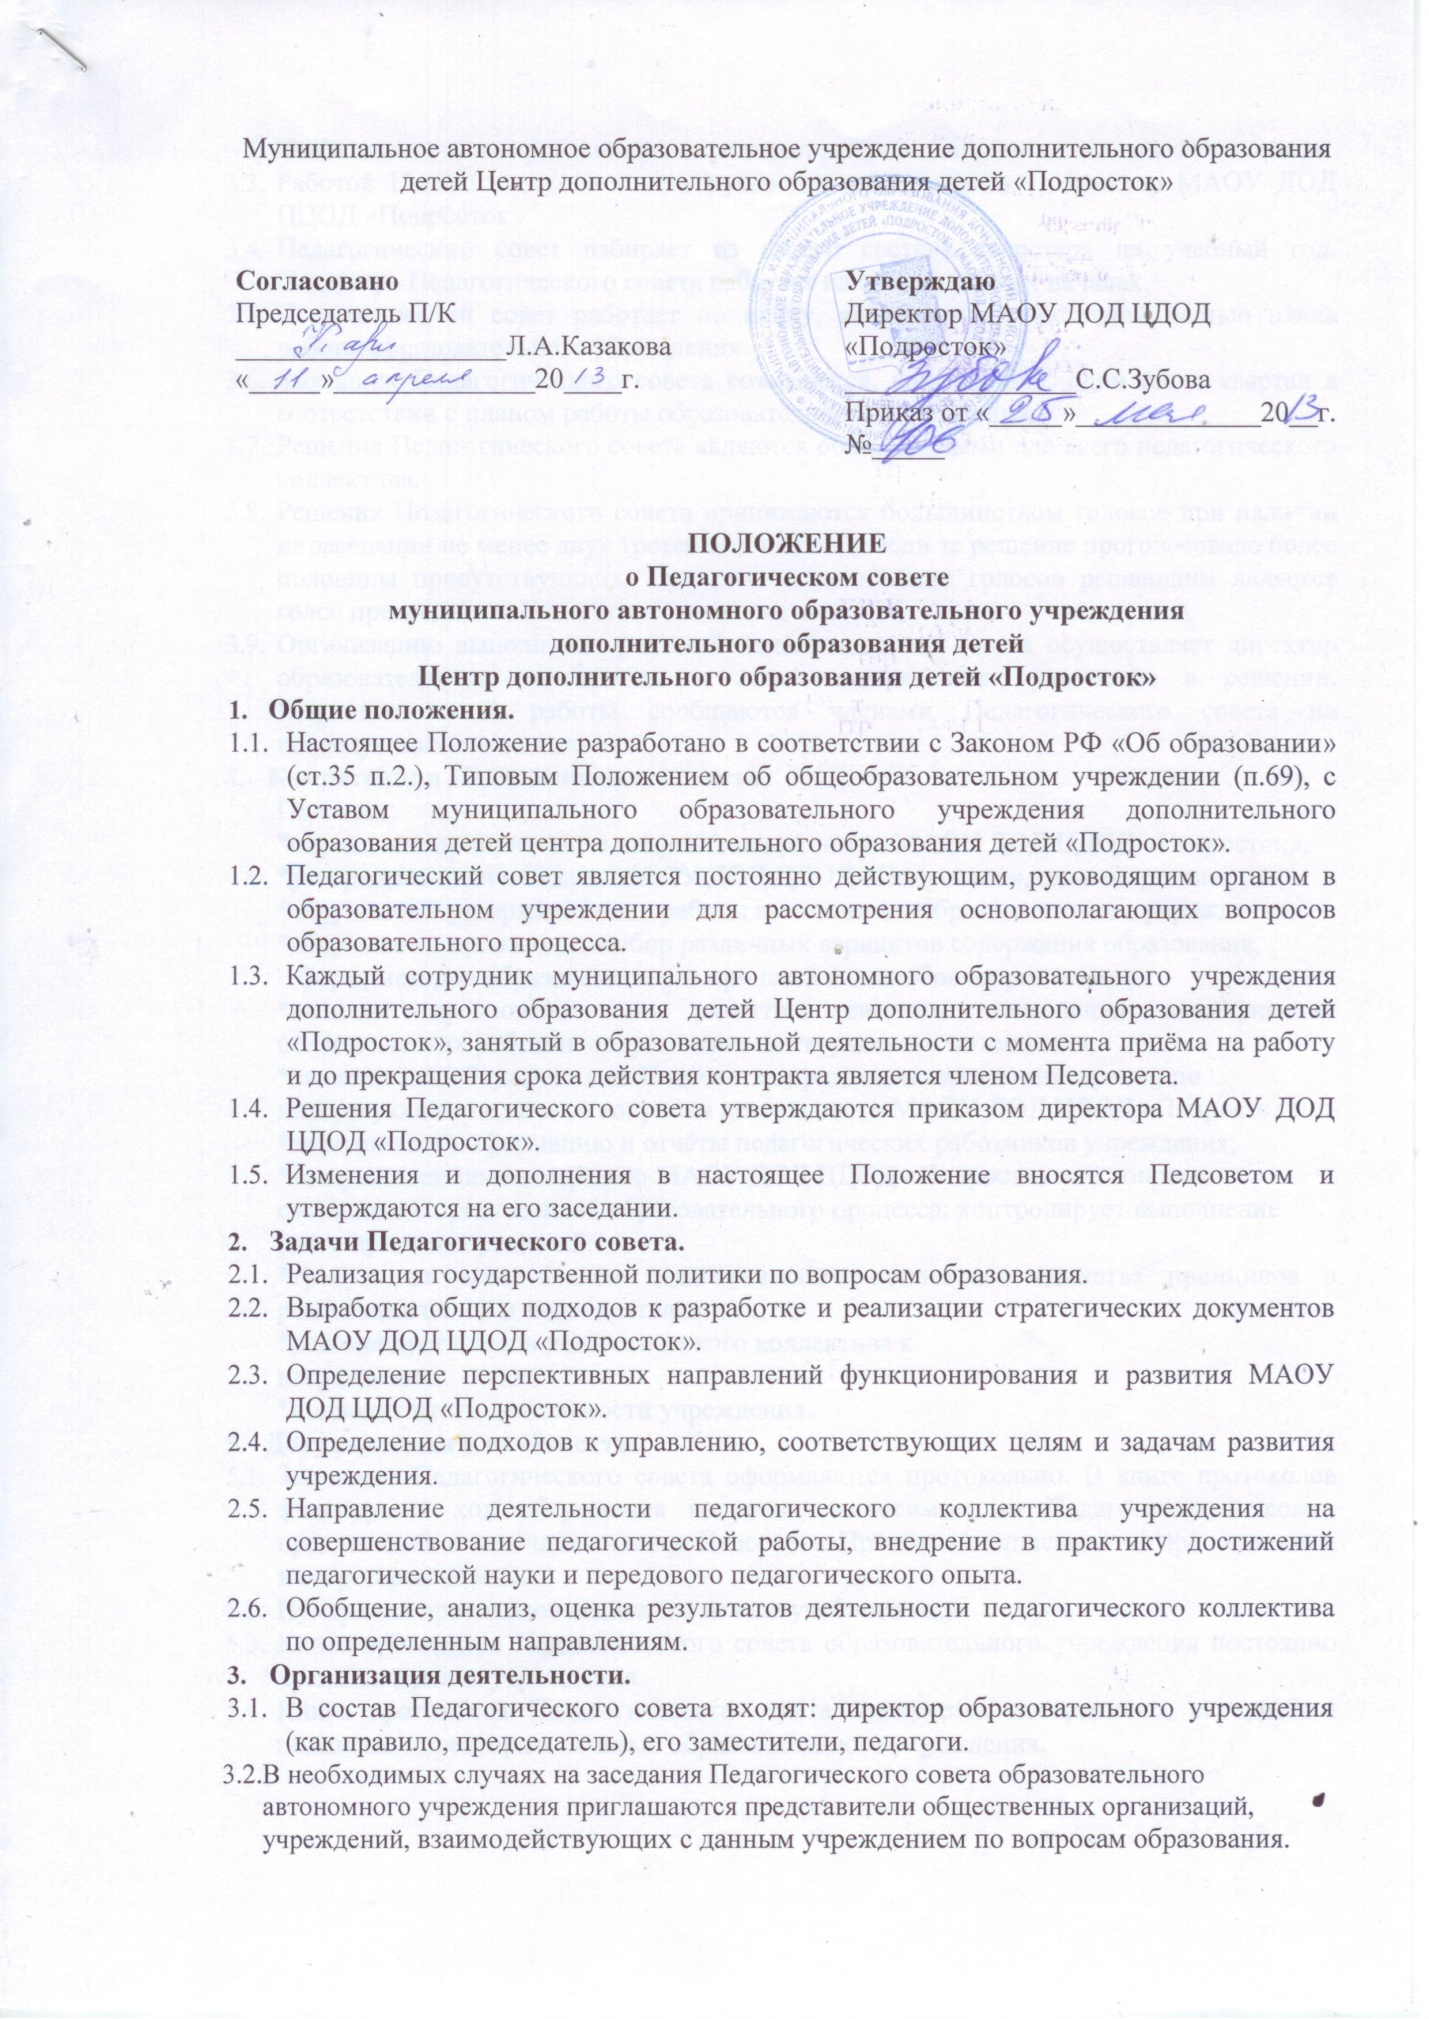 Муниципальное автономное образовательное учреждение дополнительного образования
детей Центр дополнительного образования детей «Подросток»
Согласовано
Председатель П/К
Л.А.Казакова
« 11 » апреля 2013 г.
Утверждаю
Директор МАОУ ДОД ЦДОД
«Подросток»
С.С.Зубова
Приказ от « » мая 2013г.
№ 106
ПОЛОЖЕНИЕ
о Педагогическом совете
муниципального автономного образовательного учреждения
дополнительного образования детей
Центр дополнительного образования детей «Подросток»
1. Общие положения.
1.1. Настоящее Положение разработано в соответствии с Законом РФ «Об образовании»
(ст.35 п.2.), Типовым Положением об общеобразовательном учреждении (п.69), с
Уставом муниципального образовательного учреждения дополнительного
образования детей центра дополнительного образования детей «Подросток».
1.2. Педагогический совет является постоянно действующим, руководящим органом в
образовательном учреждении для рассмотрения основополагающих вопросов
образовательного процесса.
1.3. Каждый сотрудник муниципального автономного образовательного учреждения
дополнительного образования детей Центр дополнительного образования детей
«Подросток», занятый в образовательной деятельности с момента приёма на работу
и до прекращения срока действия контракта является членом Педсовета.
1.4. Решения Педагогического совета утверждаются приказом директора МАОУ ДОД
ЦДОД «Подросток».
1.5. Изменения и дополнения в настоящее Положение вносятся Педсоветом и
утверждаются на его заседании.
2. Задачи Педагогического совета.
2.1. Реализация государственной политики по вопросам образования.
2.2. Выработка общих подходов к разработке и реализации стратегических документов
МАОУ ДОД ЦДОД «Подросток».
2.3. Определение перспективных направлений функционирования и развития МАОУ
ДОД ЦДОД «Подросток».
2.4. Определение подходов к управлению, соответствующих целям и задачам развития
учреждения.
2.5. Направление деятельности педагогического коллектива учреждения на
совершенствование педагогической работы, внедрение в практику достижений
педагогической науки и передового педагогического опыта.
2.6. Обобщение, анализ, оценка результатов деятельности педагогического коллектива
по определенным направлениям.
3. Организация деятельности.
3.1. В состав Педагогического совета входят: директор образовательного учреждения
(как правило, председатель), его заместители, педагоги.
3.2.В необходимых случаях на заседания Педагогического совета образовательного
автономного учреждения приглашаются представители общественных организаций,
учреждений, взаимодействующих с данным учреждением по вопросам образования.